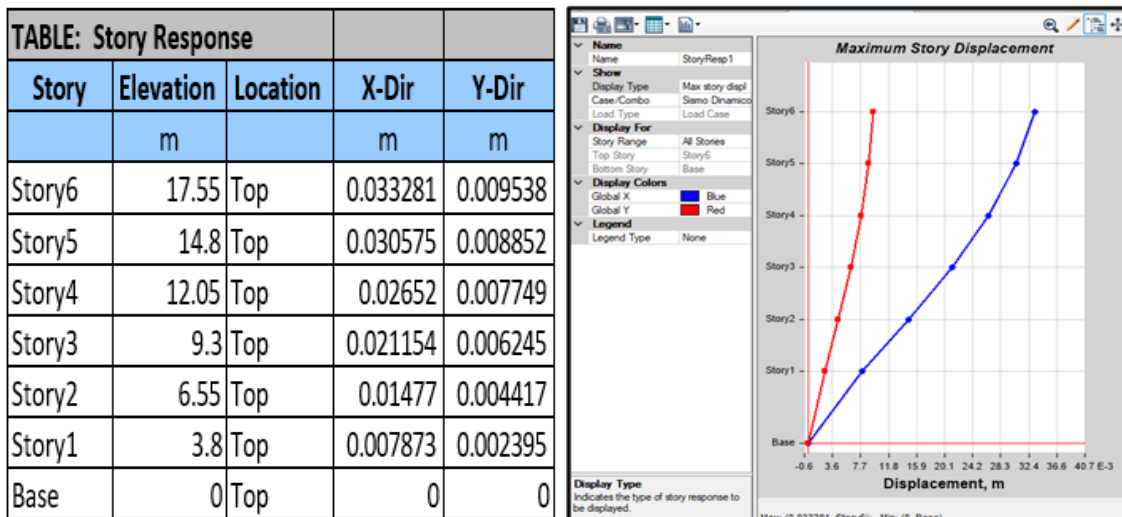 TABLE: Story Response
Story Elevation Location X-Dir Y-Dir
m m m
Story6 17.55 Top 0.033281 0.009538
Story5 14.8 Top 0.030575 0.008852
Story4 12.05 Top 0.02652 0.007749
Story3 9.3 Top 0.021154 0.006245
Story2 6.55 Top 0.01477 0.004417
Story1 3.8 Top 0.007873 0.002395
Base 0 Top 0 0
Name
Name StoryResp1
Show
Display Type Max story displ
Case/Combo Sismo Dinamico
Load Type Load Case
Display For
Story Range All Stories
Top Story Story6
Bottom Story Base
Display Colors
Global X Blue
Global Y Red
Legend
Legend Type None
Display Type
Indicates the type of story response to
be displayed.
Maximum Story Displacement
Story6
Story5
Story4
Story3
Story2
Story1
Base
-0.6 3.6 7.7 11.8 15.9 20.1 24.2 28.3 32.4 36.6 40.7 E-3
Displacement, m